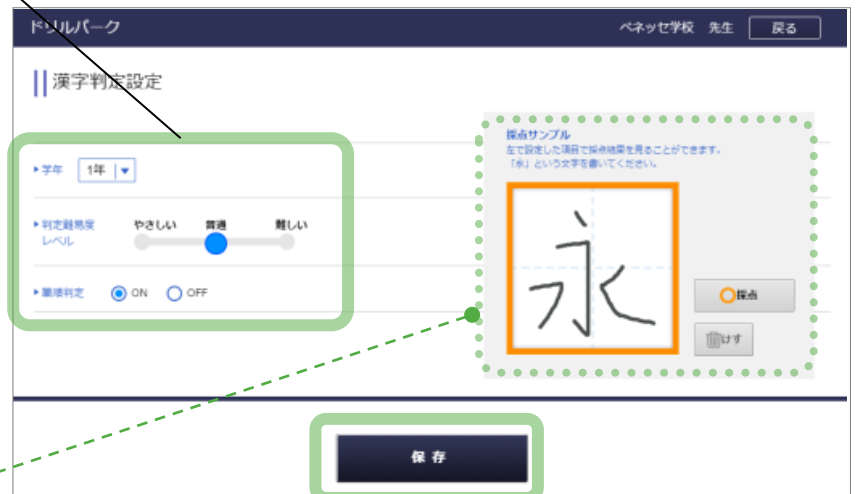 ドリルパーク
ベネッセ学校 先生 戻る
漢字判定設定
学年 1年
判定難易度
レベル
やさしい 普通 難しい
筆順判定 ON OFF
採点サンプル
左で設定した項目で採点結果を見ることができます。
「永」という文字を書いてください。
永
採点
けす
保存